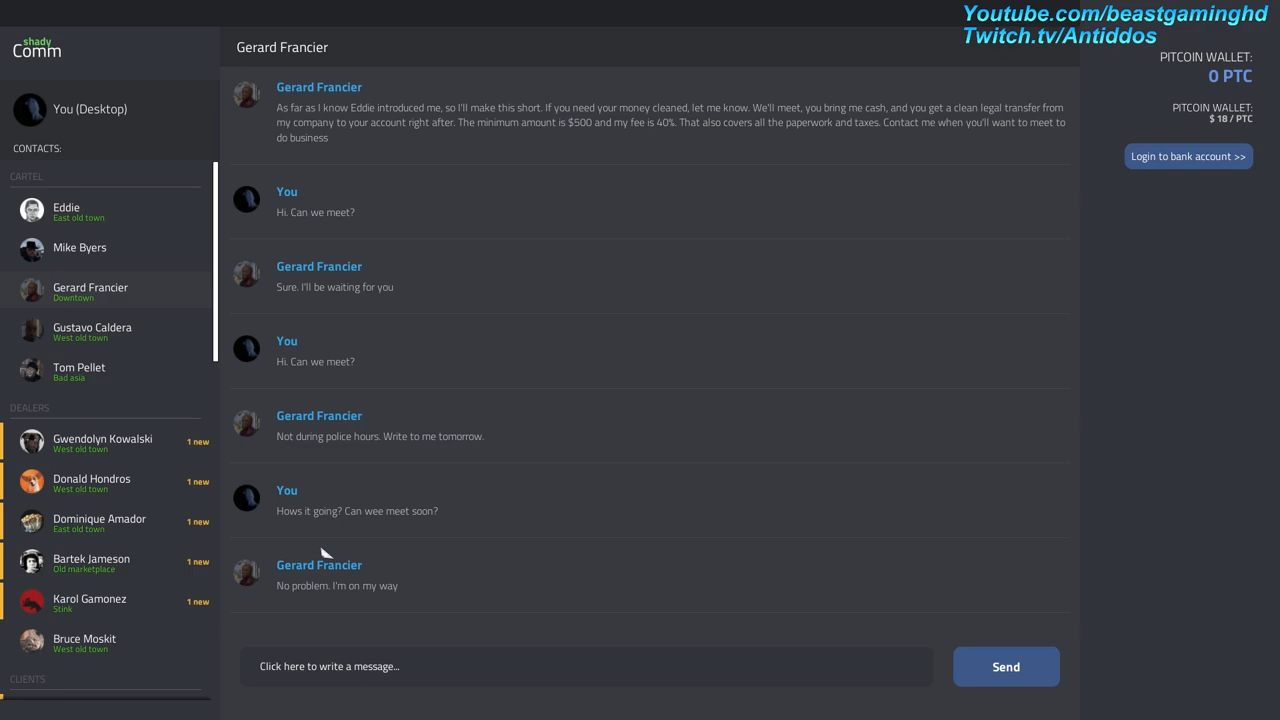 Youtube.com/beastgaminghd
Twitch.tv/Antiddos
shady
Comm
You (Desktop)
CONTACTS:
CARTEL
Eddie
East old town
Mike Byers
Gerard Francier
Downtown
Gustavo Caldera
West old town
Tom Pellet
Bad asia
DEALERS
Gwendolyn Kowalski
West old town
1 new
Donald Hondros
West old town
1 new
Dominique Amador
East old town
1 new
Bartek Jameson
Old marketplace
1 new
Karol Gamonez
Stink
1 new
Bruce Moskit
West old town
CLIENTS
Gerard Francier
Gerard Francier
As far as I know Eddie introduced me, so I'll make this short. If you need your money cleaned, let me know. We'll meet, you bring me cash, and you get a clean legal transfer from
my company to your account right after. The minimum amount is $500 and my fee is 40%. That also covers all the paperwork and taxes. Contact me when you'll want to meet to
do business
You
Hi. Can we meet?
Gerard Francier
Sure. I'll be waiting for you
You
Hi. Can we meet?
Gerard Francier
Not during police hours. Write to me tomorrow.
You
Hows it going? Can wee meet soon?
Gerard Francier
No problem. I'm on my way
Click here to write a message...
Send
PITCOIN WALLET:
0 PTC
PITCOIN WALLET:
$ 18 / PTC
Login to bank account >>